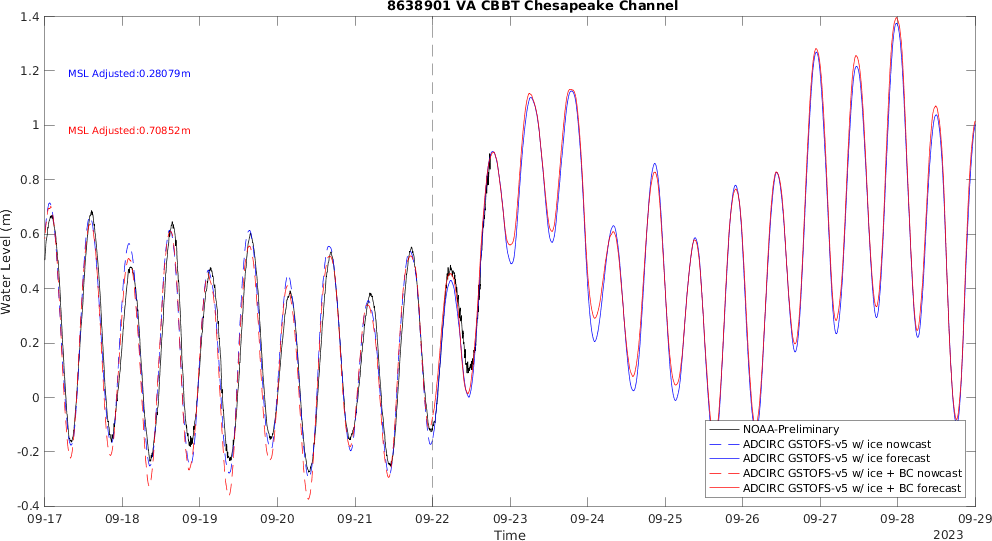 8638901 VA CBBT Chesapeake Channel
1.4
1.2
1
0.8
0.6
0.4
0.2
0
-0.2
-0.4
Water Level (m)
MSL Adjusted:0.28079m
MSL Adjusted:0.70852m
NOAA-Preliminary
ADCIRC GSTOFS-v5 w/ ice nowcast
ADCIRC GSTOFS-v5 w/ ice forecast
ADCIRC GSTOFS-v5 w/ ice + BC nowcast
ADCIRC GSTOFS-v5 w/ ice + BC forecast
09-17 09-18 09-19 09-20 09-21 09-22 09-23 09-24 09-25 09-26 09-27 09-28 09-29
Time
2023